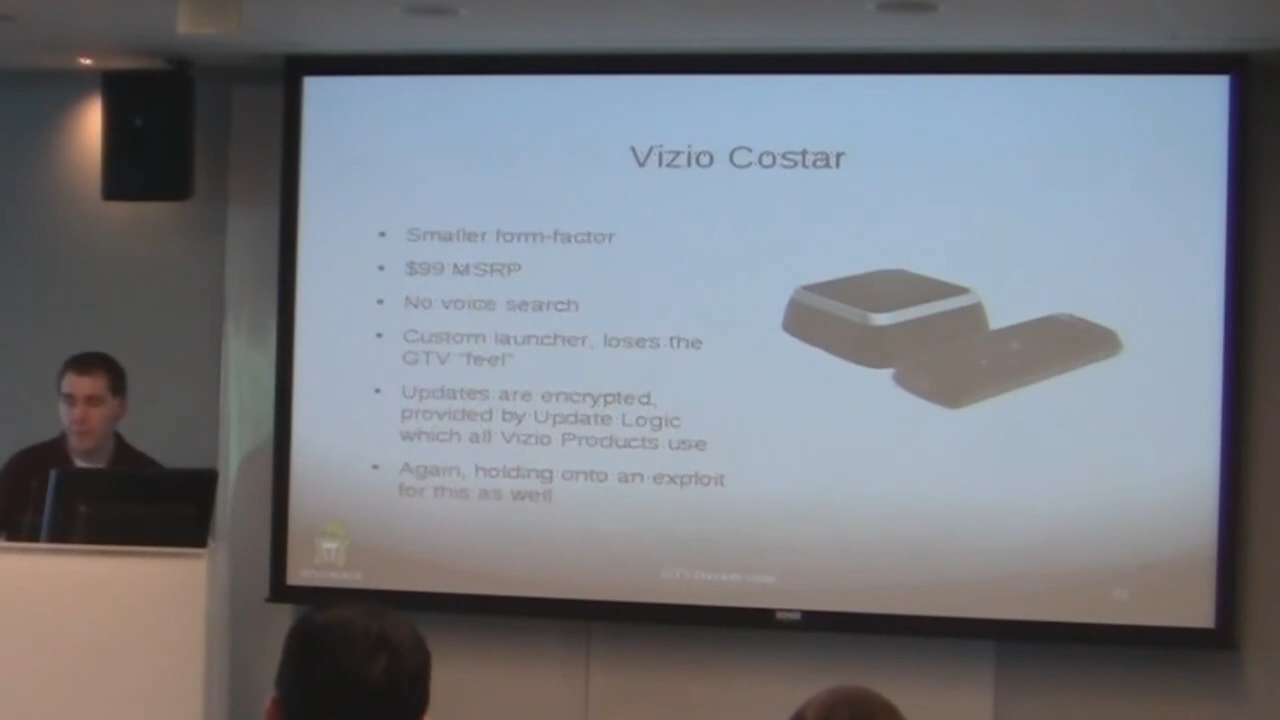 Vizio Costar
• Smaller form-factor
• $99 MSRP
• No voice search
• Custom launcher, loses the
GTV "feel"
• Updates are encrypted,
provided by Update Logic
which all Vizio Products use
• Again, holding onto an exploit
for this as well